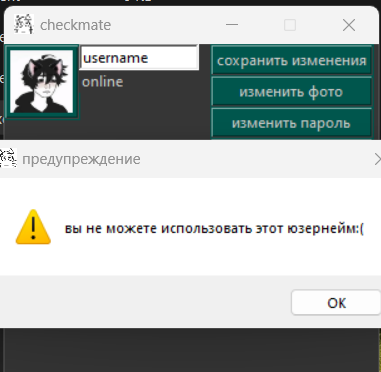 checkmate
username
online
сохранить изменения
изменить фото
изменить пароль
предупреждение
вы не можете использовать этот юзернейм:(
OK